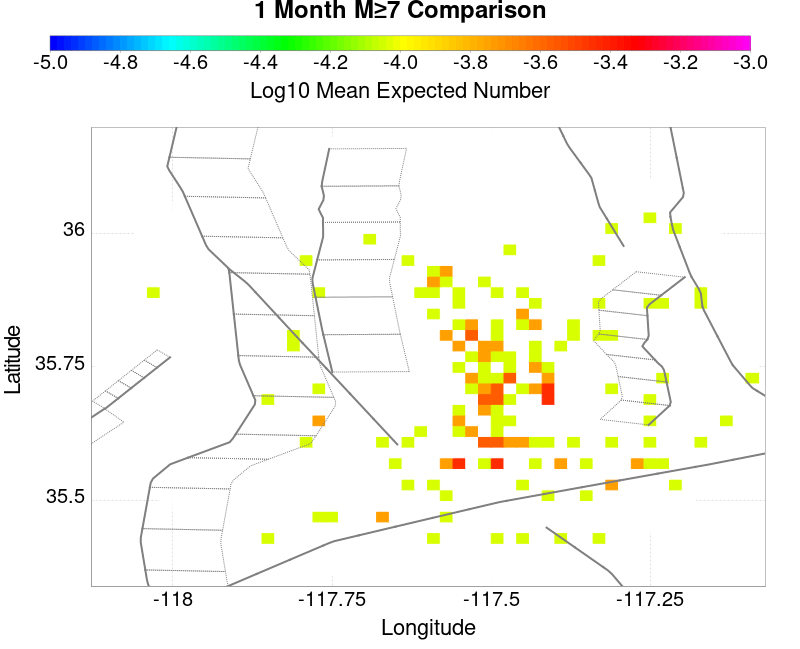 1 Month M≥7 Comparison
-5.0 -4.8 -4.6 -4.4 -4.2 -4.0 -3.8 -3.6 -3.4 -3.2 -3.0
Log10 Mean Expected Number
36
35.75
35.5
Latitude
-118 -117.75 -117.5 -117.25
Longitude